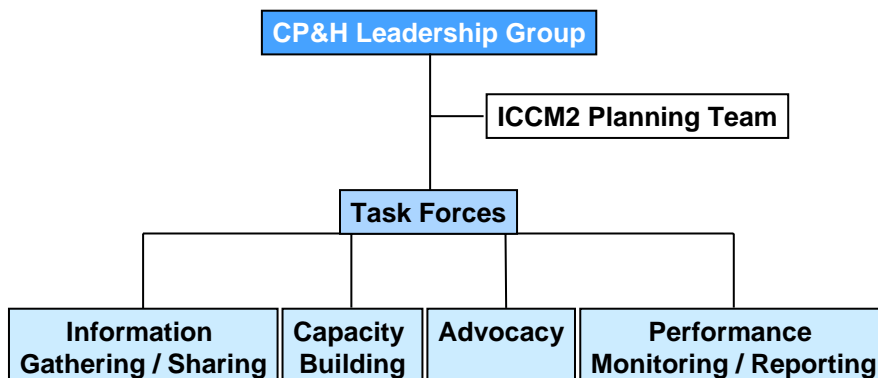 CP&H Leadership Group
ICCM2 Planning Team
Task Forces
Information
Gathering / Sharing
Capacity
Building
Advocacy
Performance
Monitoring / Reporting